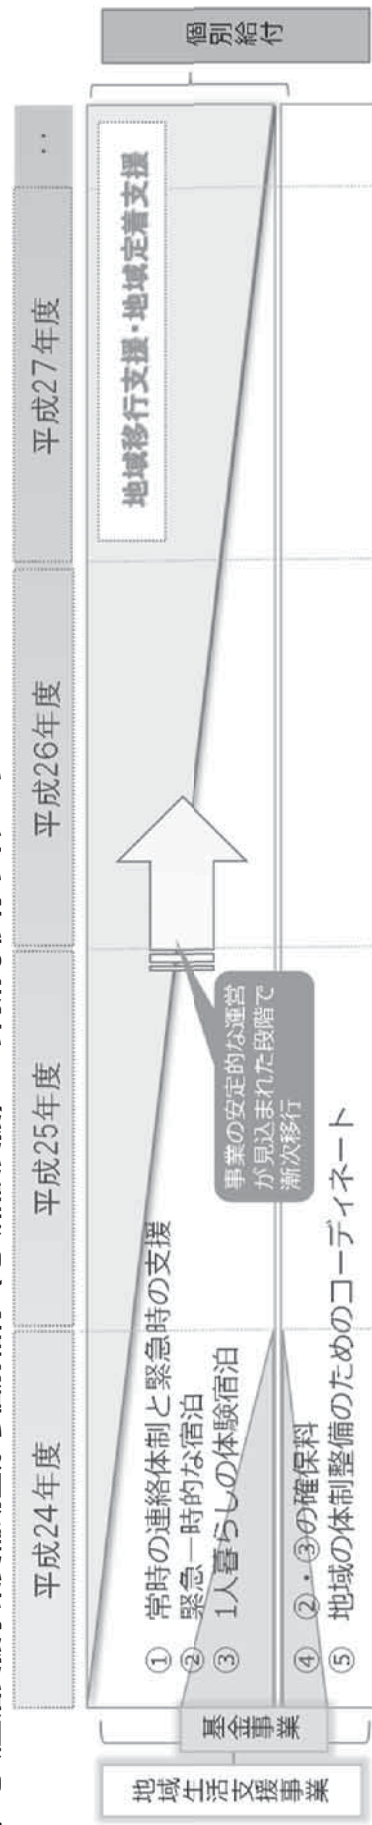 平成24年度
平成25年度
平成26年度
平成27年度
‥
地域生活支援事業
基金事業
① 常時の連絡体制と緊急時の支援
② 緊急一時的な宿泊
③ 1人暮らしの体験宿泊
④ ②・③の確保料
⑤ 地域の体制整備のためのコーディネート
事業の安定的な運営
が見込まれた段階で
漸次移行
地域移行支援・地域定着支援
個別給付